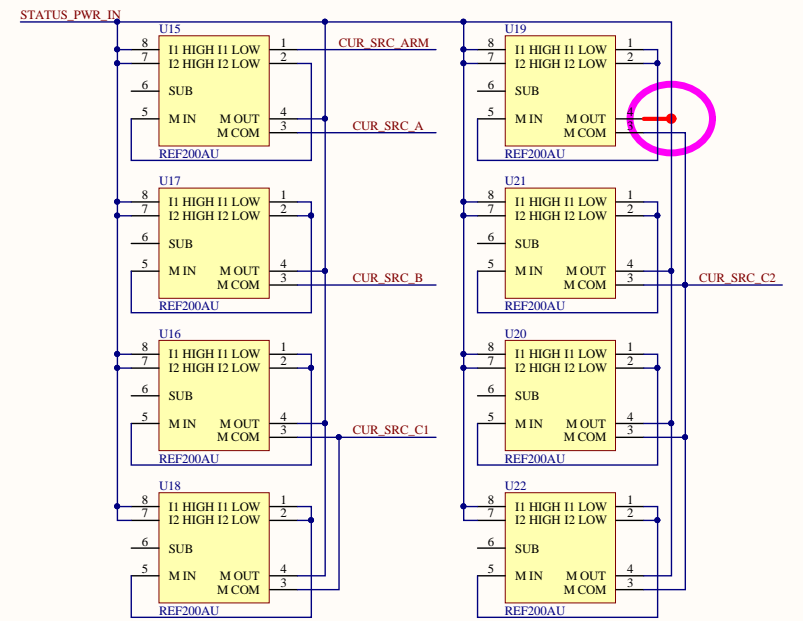 STATUS_PWR_IN
U15
8 I1 HIGH I1 LOW 1 CUR_SRC_ARM
7 I2 HIGH I2 LOW 2
6 SUB
5 M IN M OUT 4
M COM 3 CUR_SRC_A
REF200AU
U17
8 I1 HIGH I1 LOW 1
7 I2 HIGH I2 LOW 2
6 SUB
5 M IN M OUT 4
M COM 3 CUR_SRC_B
REF200AU
U16
8 I1 HIGH I1 LOW 1
7 I2 HIGH I2 LOW 2
6 SUB
5 M IN M OUT 4
M COM 3 CUR_SRC_C1
REF200AU
U18
8 I1 HIGH I1 LOW 1
7 I2 HIGH I2 LOW 2
6 SUB
5 M IN M OUT 4
M COM 3
REF200AU
U19
8 I1 HIGH I1 LOW 1
7 I2 HIGH I2 LOW 2
6 SUB
5 M IN M OUT
M COM
REF200AU
U21
8 I1 HIGH I1 LOW 1
7 I2 HIGH I2 LOW 2
6 SUB
5 M IN M OUT 4
M COM 3 CUR_SRC_C2
REF200AU
U20
8 I1 HIGH I1 LOW 1
7 I2 HIGH I2 LOW 2
6 SUB
5 M IN M OUT 4
M COM 3
REF200AU
U22
8 I1 HIGH I1 LOW 1
7 I2 HIGH I2 LOW 2
6 SUB
5 M IN M OUT 4
M COM 3
REF200AU